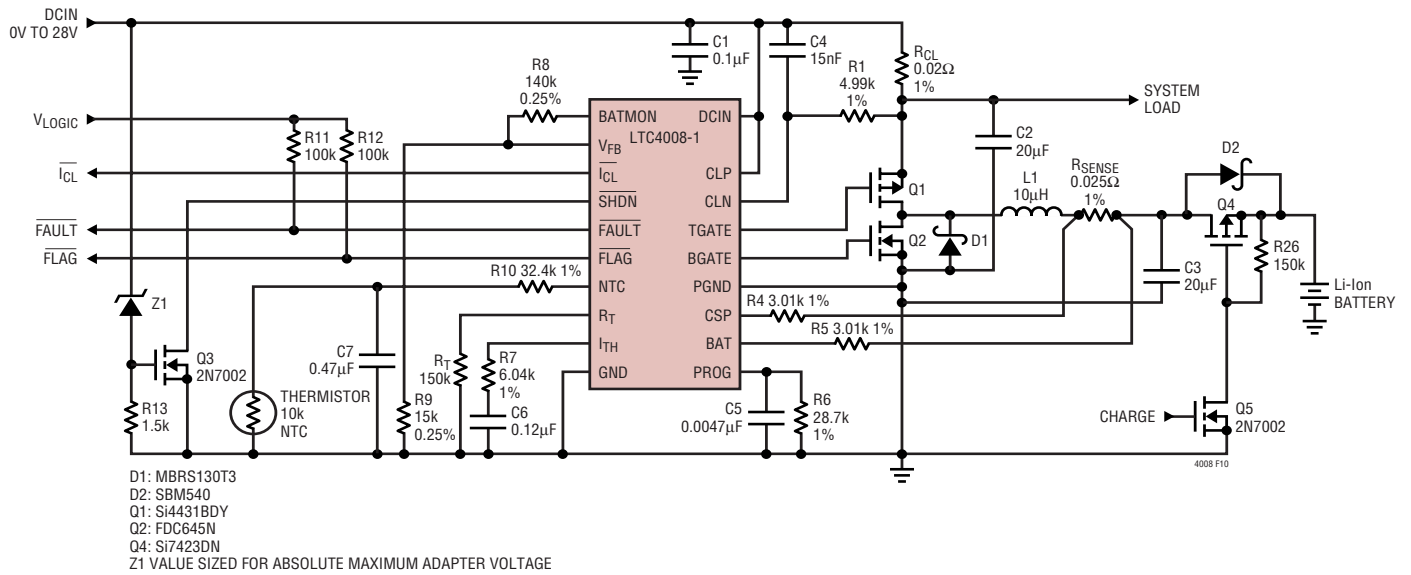 DCIN
0V TO 28V
C1
0.1µF
C4
15nF
R1
4.99k
1%
RCL
0.02Ω
1%
SYSTEM
LOAD
R8
140k
0.25%
VLOGIC
R11
100k
R12
100k
ICL
FAULT
FLAG
LTC4008-1
BATMON
VFB
ICL
SHDN
FAULT
FLAG
NTC
RT
ITH
GND
DCIN
CLP
CLN
TGATE
BGATE
PGND
CSP
BAT
PROG
Q1
Q2
D1
C2
20µF
L1
10µH
RSENSE
0.025Ω
1%
D2
Q4
C3
20µF
R26
150k
Li-Ion
BATTERY
R10 32.4k 1%
R4 3.01k 1%
R5 3.01k 1%
Z1
Q3
2N7002
R13
1.5k
THERMISTOR
10k
NTC
C7
0.47µF
R9
15k
0.25%
RT
150k
R7
6.04k
1%
C6
0.12µF
C5
0.0047µF
R6
28.7k
1%
CHARGE
Q5
2N7002
4008 F10
D1: MBRS130T3
D2: SBM540
Q1: Si4431BDY
Q2: FDC645N
Q4: Si7423DN
Z1 VALUE SIZED FOR ABSOLUTE MAXIMUM ADAPTER VOLTAGE